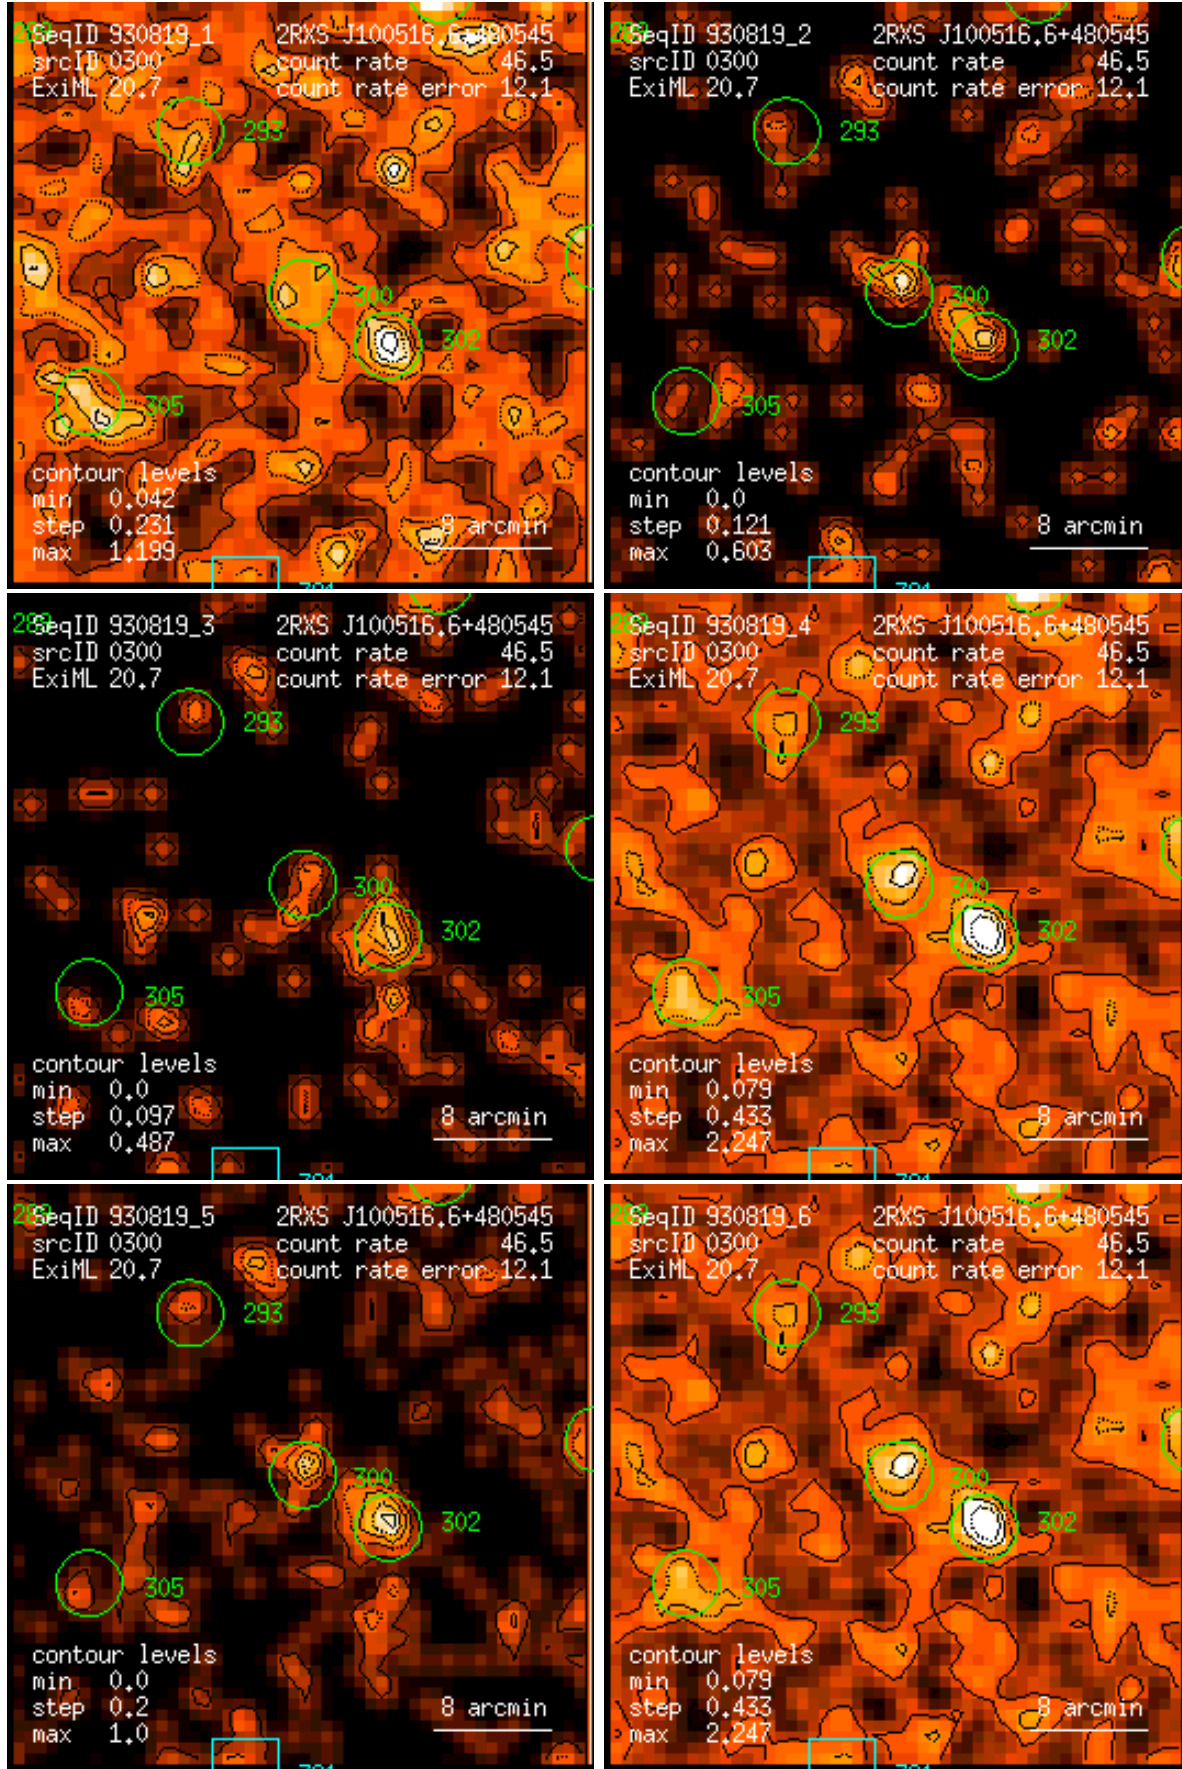 SeqID 930819_1 2RXS J100516.6+480545
srcID 0300 count rate 46.5
ExiML 20.7 count rate error 12.1
293
300
302
305
contour levels
min 0.042
step 0.231 8 arcmin
max 1.199
SeqID 930819_2 2RXS J100516.6+480545
srcID 0300 count rate 46.5
ExiML 20.7 count rate error 12.1
293
300
302
305
contour levels
min 0.0
step 0.121 8 arcmin
max 0.603
SeqID 930819_3 2RXS J100516.6+480545
srcID 0300 count rate 46.5
ExiML 20.7 count rate error 12.1
293
300
302
305
contour levels
min 0.0
step 0.097 8 arcmin
max 0.487
SeqID 930819_4 2RXS J100516.6+480545
srcID 0300 count rate 46.5
ExiML 20.7 count rate error 12.1
293
300
302
305
contour levels
min 0.079
step 0.433 8 arcmin
max 2.247
SeqID 930819_5 2RXS J100516.6+480545
srcID 0300 count rate 46.5
ExiML 20.7 count rate error 12.1
293
300
302
305
contour levels
min 0.0
step 0.2 8 arcmin
max 1.0
SeqID 930819_6 2RXS J100516.6+480545
srcID 0300 count rate 46.5
ExiML 20.7 count rate error 12.1
293
300
302
305
contour levels
min 0.079
step 0.433 8 arcmin
max 2.247